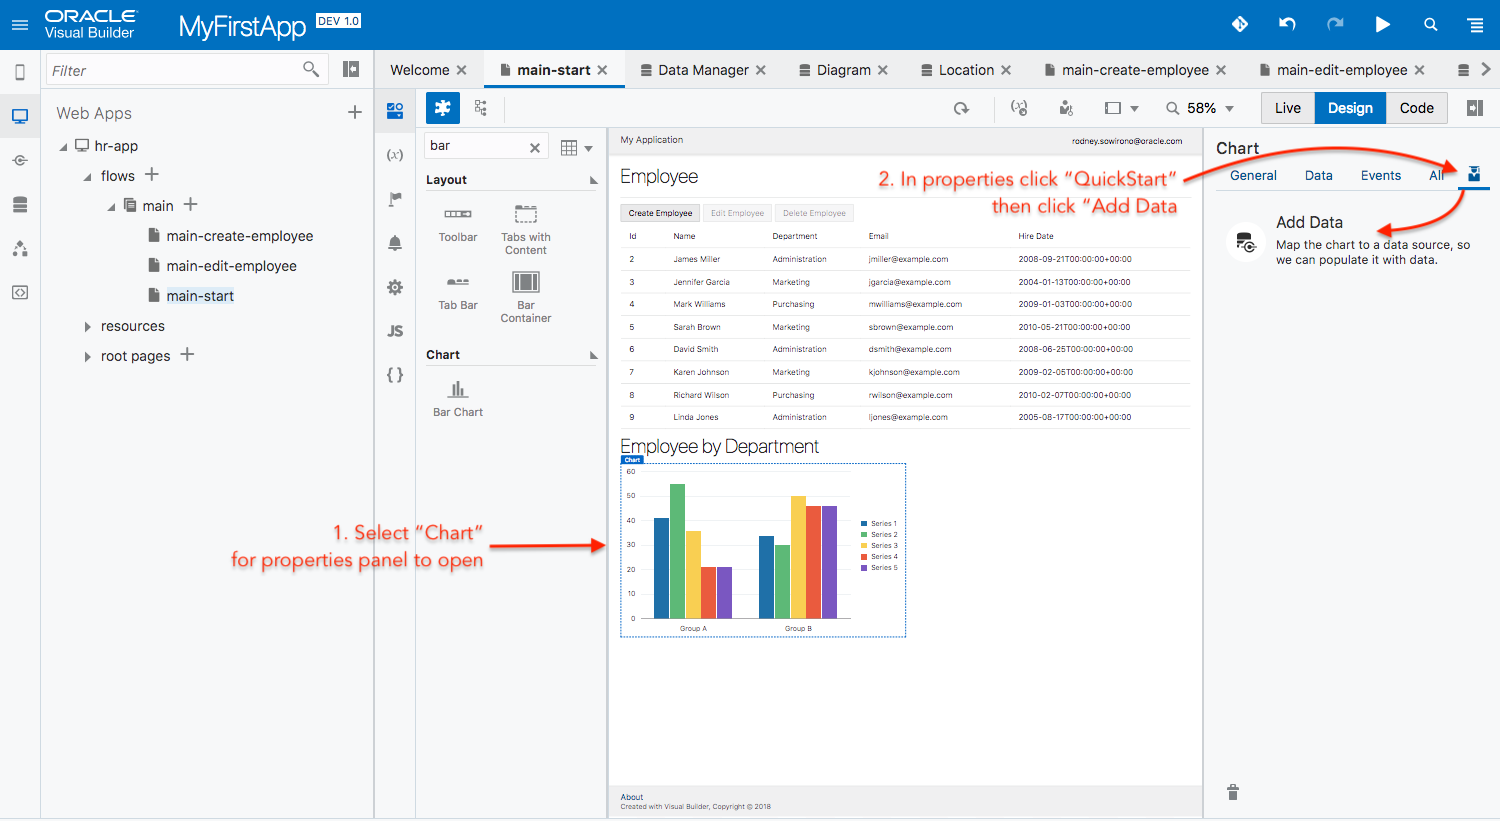 ORACLE
Visual Builder
MyFirstApp
DEV 1.0
Filter
Welcome
main-start
Data Manager
Diagram
Location
main-create-employee
main-edit-employee
Web Apps
hr-app
flows
main
main-create-employee
main-edit-employee
main-start
resources
root pages
58%
Live
Design
Code
(x)
JS
{ }
bar
Layout
Toolbar
Tabs with
Content
Tab Bar
Bar
Container
Chart
Bar Chart
My Application
rodney.sowirono@oracle.com
Employee
2. In properties click “QuickStart”
then click “Add Data
Create Employee
Edit Employee
Delete Employee
Id Name Department Email Hire Date
2 James Miller Administration jmiller@example.com 2008-09-21T00:00:00+00:00
3 Jennifer Garcia Marketing jgarcia@example.com 2004-01-13T00:00:00+00:00
4 Mark Williams Purchasing mwilliams@example.com 2009-01-03T00:00:00+00:00
5 Sarah Brown Marketing sbrown@example.com 2010-05-21T00:00:00+00:00
6 David Smith Administration dsmith@example.com 2008-06-25T00:00:00+00:00
7 Karen Johnson Marketing kjohnson@example.com 2009-02-05T00:00:00+00:00
8 Richard Wilson Purchasing rwilson@example.com 2010-02-07T00:00:00+00:00
9 Linda Jones Administration ljones@example.com 2005-08-17T00:00:00+00:00
Employee by Department
Chart
60
50
40
30
20
10
0
Group A
Group B
Series 1
Series 2
Series 3
Series 4
Series 5
1. Select “Chart”
for properties panel to open
About
Created with Visual Builder, Copyright © 2018
Chart
General
Data
Events
All
Add Data
Map the chart to a data source, so
we can populate it with data.